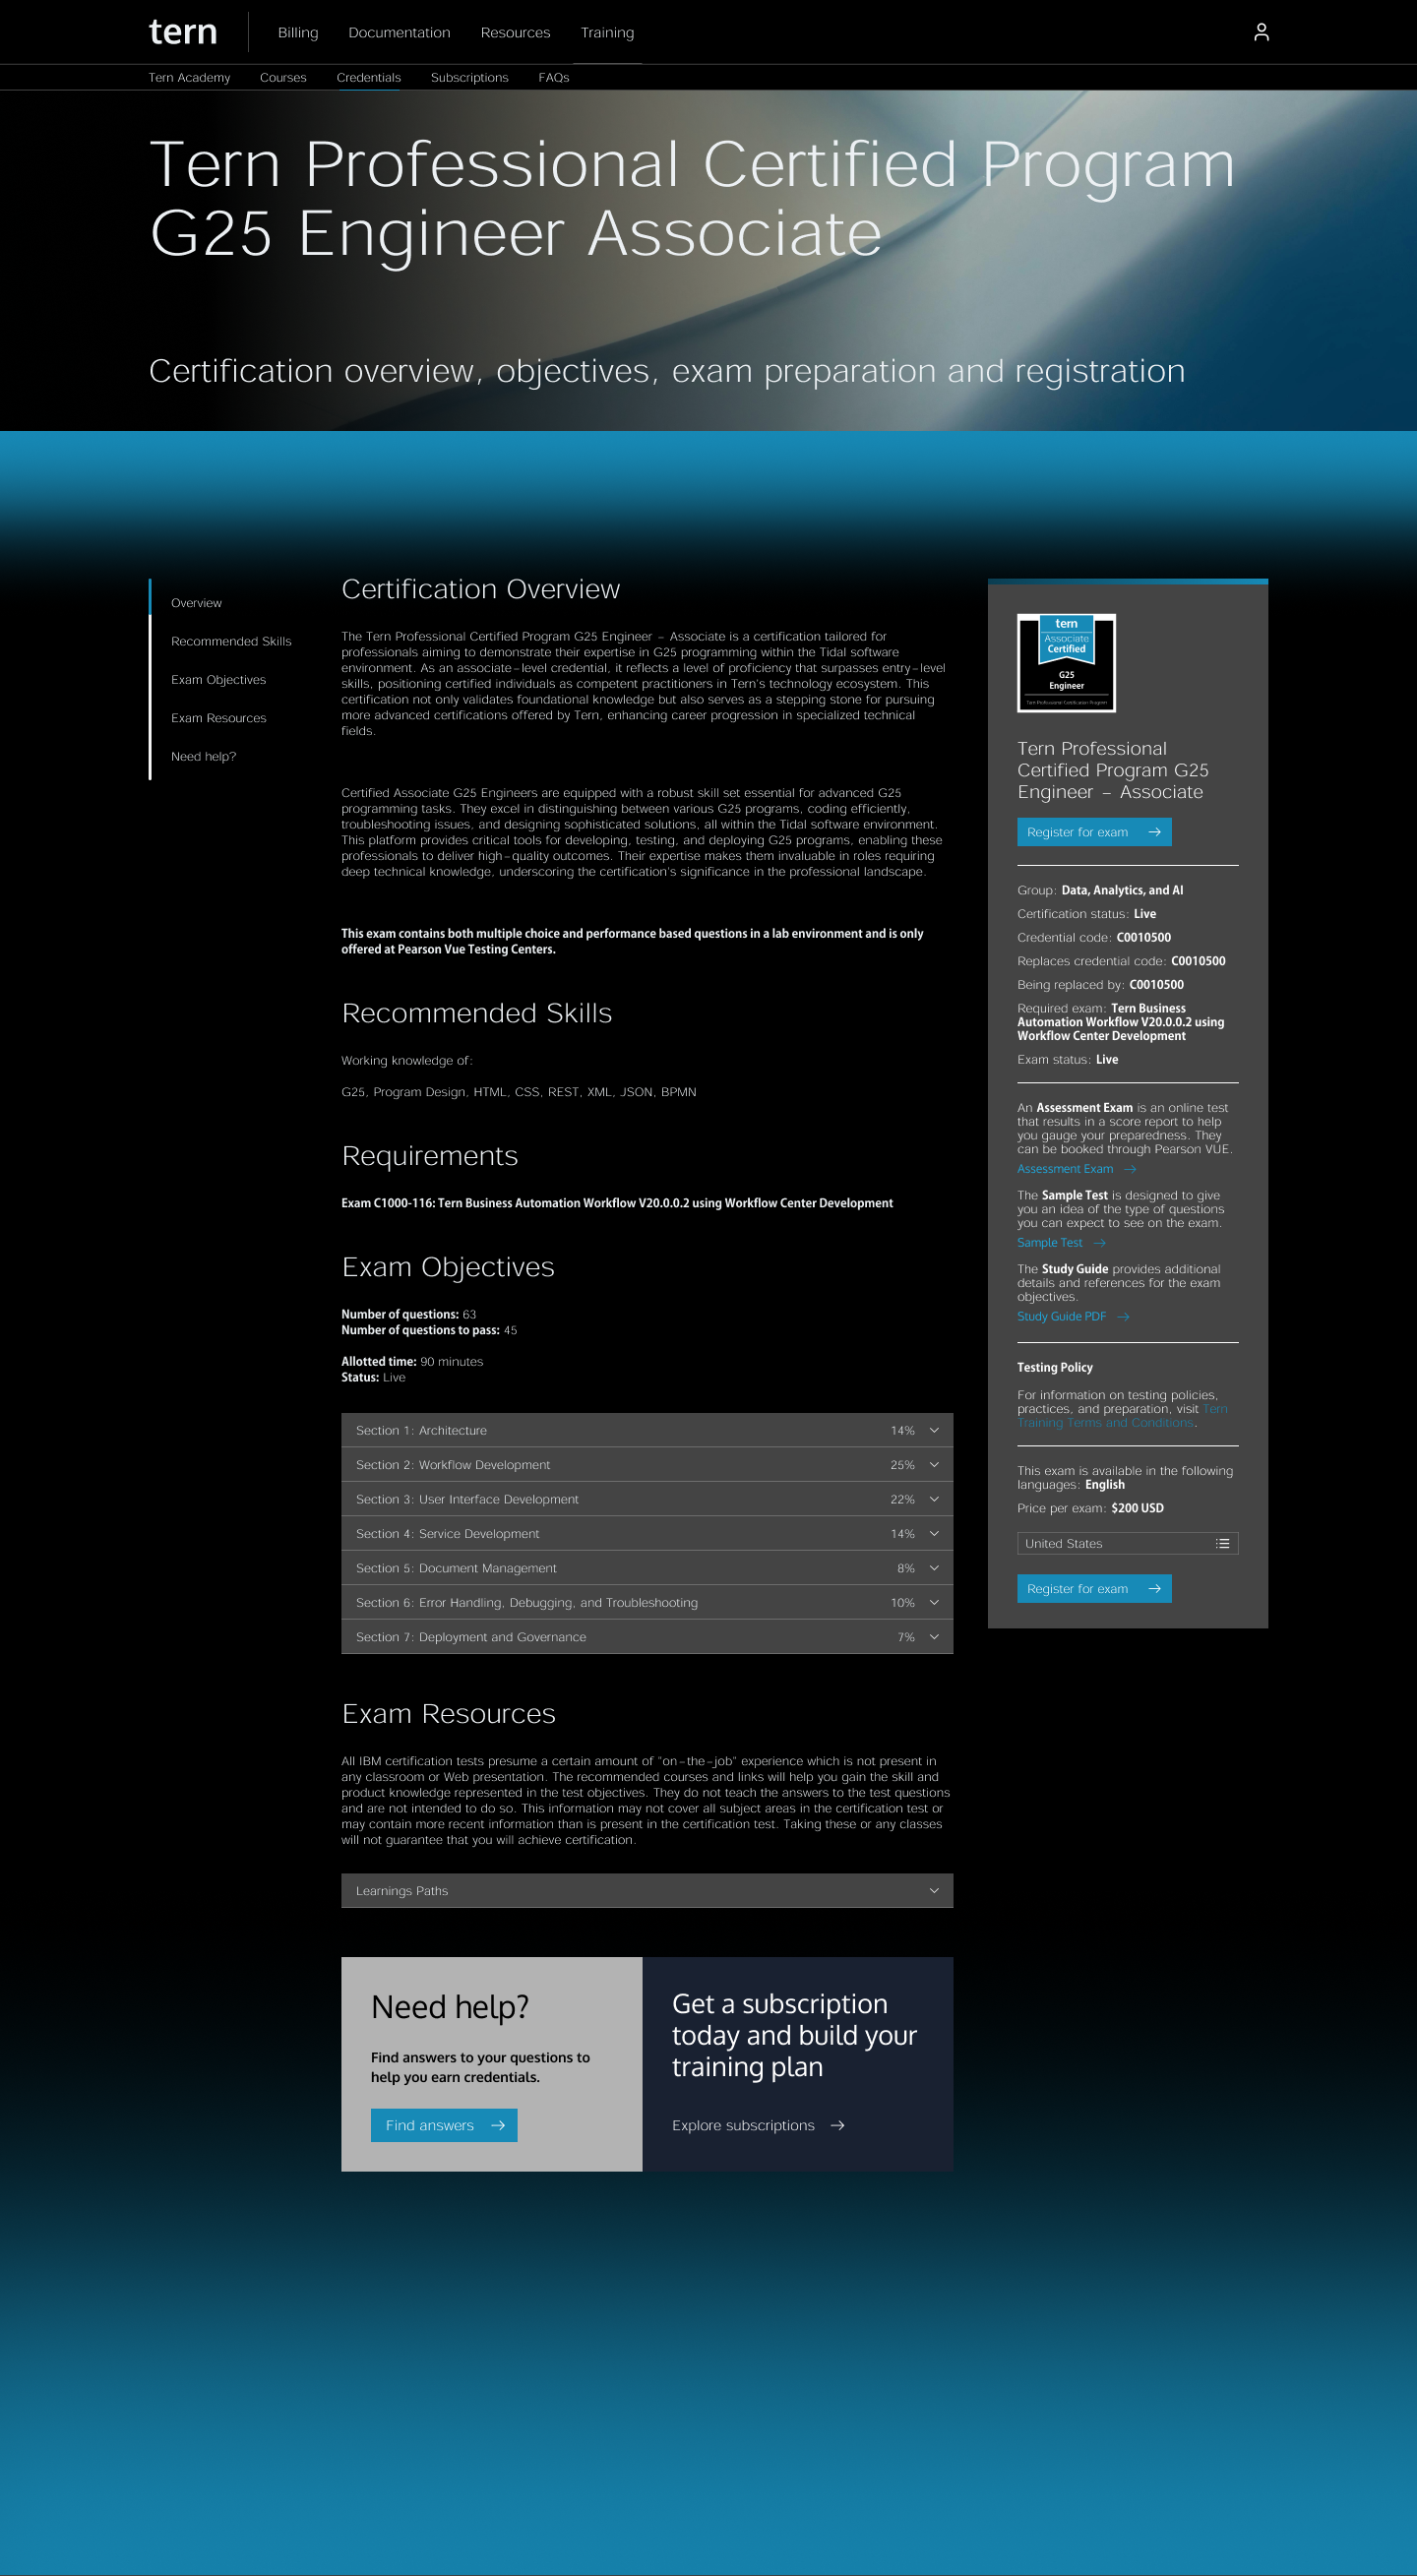 tern
Billing
Documentation
Resources
Training
Tern Academy
Courses
Credentials
Subscriptions
FAQs
Tern Professional Certified Program
G25 Engineer Associate
Certification overview, objectives, exam preparation and registration
Overview
Recommended Skills
Exam Objectives
Exam Resources
Need help?
Certification Overview
The Tern Professional Certified Program G25 Engineer – Associate is a certification tailored for
professionals aiming to demonstrate their expertise in G25 programming within the Tidal software
environment. As an associate-level credential, it reflects a level of proficiency that surpasses entry-level
skills, positioning certified individuals as competent practitioners in Tern's technology ecosystem. This
certification not only validates foundational knowledge but also serves as a stepping stone for pursuing
more advanced certifications offered by Tern, enhancing career progression in specialized technical
fields.
Certified Associate G25 Engineers are equipped with a robust skill set essential for advanced G25
programming tasks. They excel in distinguishing between various G25 programs, coding efficiently,
troubleshooting issues, and designing sophisticated solutions, all within the Tidal software environment.
This platform provides critical tools for developing, testing, and deploying G25 programs, enabling these
professionals to deliver high-quality outcomes. Their expertise makes them invaluable in roles requiring
deep technical knowledge, underscoring the certification's significance in the professional landscape.
This exam contains both multiple choice and performance based questions in a lab environment and is only
offered at Pearson Vue Testing Centers.
Recommended Skills
Working knowledge of:
G25, Program Design, HTML, CSS, REST, XML, JSON, BPMN
Requirements
Exam C1000-116: Tern Business Automation Workflow V20.0.0.2 using Workflow Center Development
Exam Objectives
Number of questions: 63
Number of questions to pass: 45
Allotted time: 90 minutes
Status: Live
Section 1: Architecture 14%
Section 2: Workflow Development 25%
Section 3: User Interface Development 22%
Section 4: Service Development 14%
Section 5: Document Management 8%
Section 6: Error Handling, Debugging, and Troubleshooting 10%
Section 7: Deployment and Governance 7%
Exam Resources
All IBM certification tests presume a certain amount of "on-the-job" experience which is not present in
any classroom or Web presentation. The recommended courses and links will help you gain the skill and
product knowledge represented in the test objectives. They do not teach the answers to the test questions
and are not intended to do so. This information may not cover all subject areas in the certification test or
may contain more recent information than is present in the certification test. Taking these or any classes
will not guarantee that you will achieve certification.
Learnings Paths
Need help?
Find answers to your questions to
help you earn credentials.
Find answers
Get a subscription
today and build your
training plan
Explore subscriptions
tern
Associate
Certified
G25
Engineer
Tern Professional Certification Program
Tern Professional
Certified Program G25
Engineer – Associate
Register for exam
Group: Data, Analytics, and AI
Certification status: Live
Credential code: C0010500
Replaces credential code: C0010500
Being replaced by: C0010500
Required exam: Tern Business
Automation Workflow V20.0.0.2 using
Workflow Center Development
Exam status: Live
An Assessment Exam is an online test
that results in a score report to help
you gauge your preparedness. They
can be booked through Pearson VUE.
Assessment Exam
The Sample Test is designed to give
you an idea of the type of questions
you can expect to see on the exam.
Sample Test
The Study Guide provides additional
details and references for the exam
objectives.
Study Guide PDF
Testing Policy
For information on testing policies,
practices, and preparation, visit Tern
Training Terms and Conditions.
This exam is available in the following
languages: English
Price per exam: $200 USD
United States
Register for exam